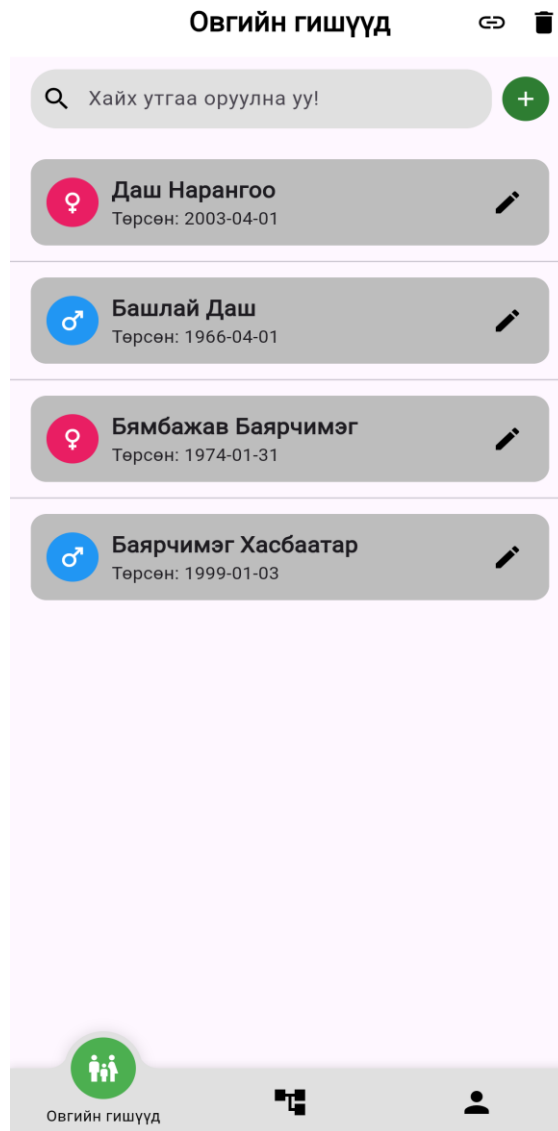 Овгийн гишүүд
Хайх утгаа оруулна уу!
Даш Нарангоо
Төрсөн: 2003-04-01
Башлай Даш
Төрсөн: 1966-04-01
Бямбажав Баярчимэг
Төрсөн: 1974-01-31
Баярчимэг Хасбаатар
Төрсөн: 1999-01-03
Овгийн гишүүд